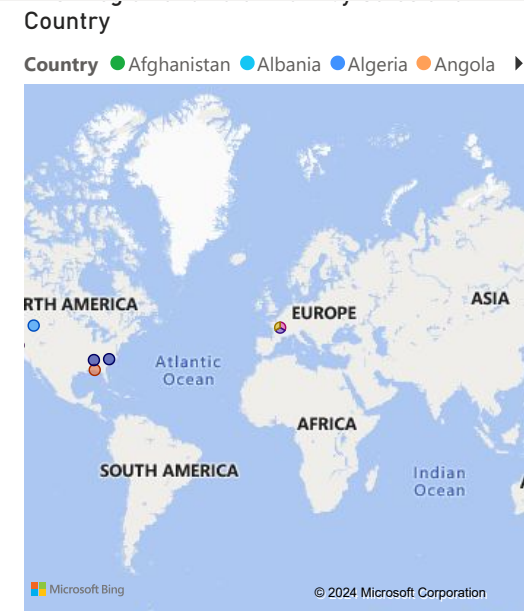 Country
Country Afghanistan Albania Algeria Angola
RTH AMERICA
EUROPE
ASIA
Atlantic
Ocean
AFRICA
SOUTH AMERICA
Indian
Ocean
Microsoft Bing
© 2024 Microsoft Corporation